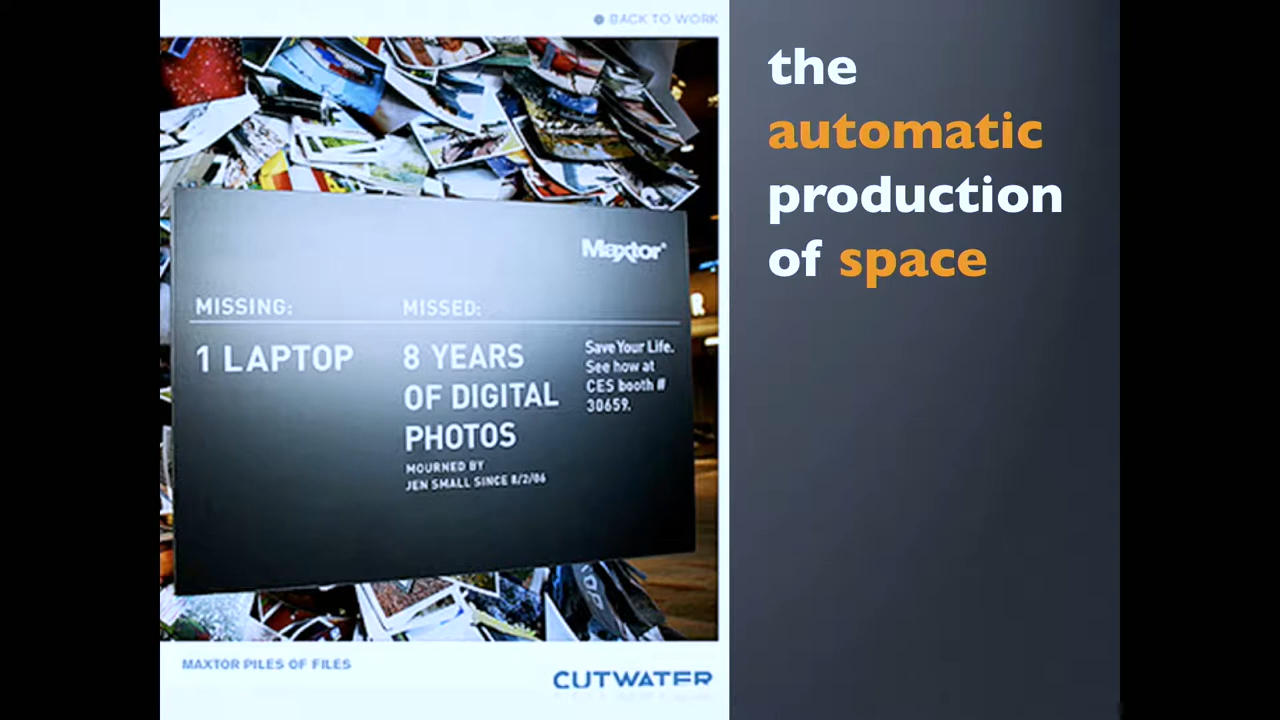 BACK TO WORK
Maxtor
MISSING:
1 LAPTOP
MISSED:
8 YEARS
OF DIGITAL
PHOTOS
MOURNED BY
JEN SMALL SINCE 8/2/06
Save Your Life.
See how at
CES booth #
30659.
MAXTOR PILES OF FILES
CUTWATER
the
automatic
production
of space